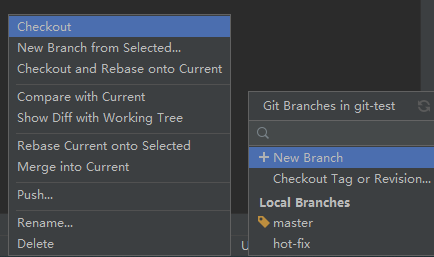 Checkout
New Branch from Selected...
Checkout and Rebase onto Current
Compare with Current
Show Diff with Working Tree
Rebase Current onto Selected
Merge into Current
Push...
Rename...
Delete
Git Branches in git-test
+ New Branch
Checkout Tag or Revision...
Local Branches
master
hot-fix